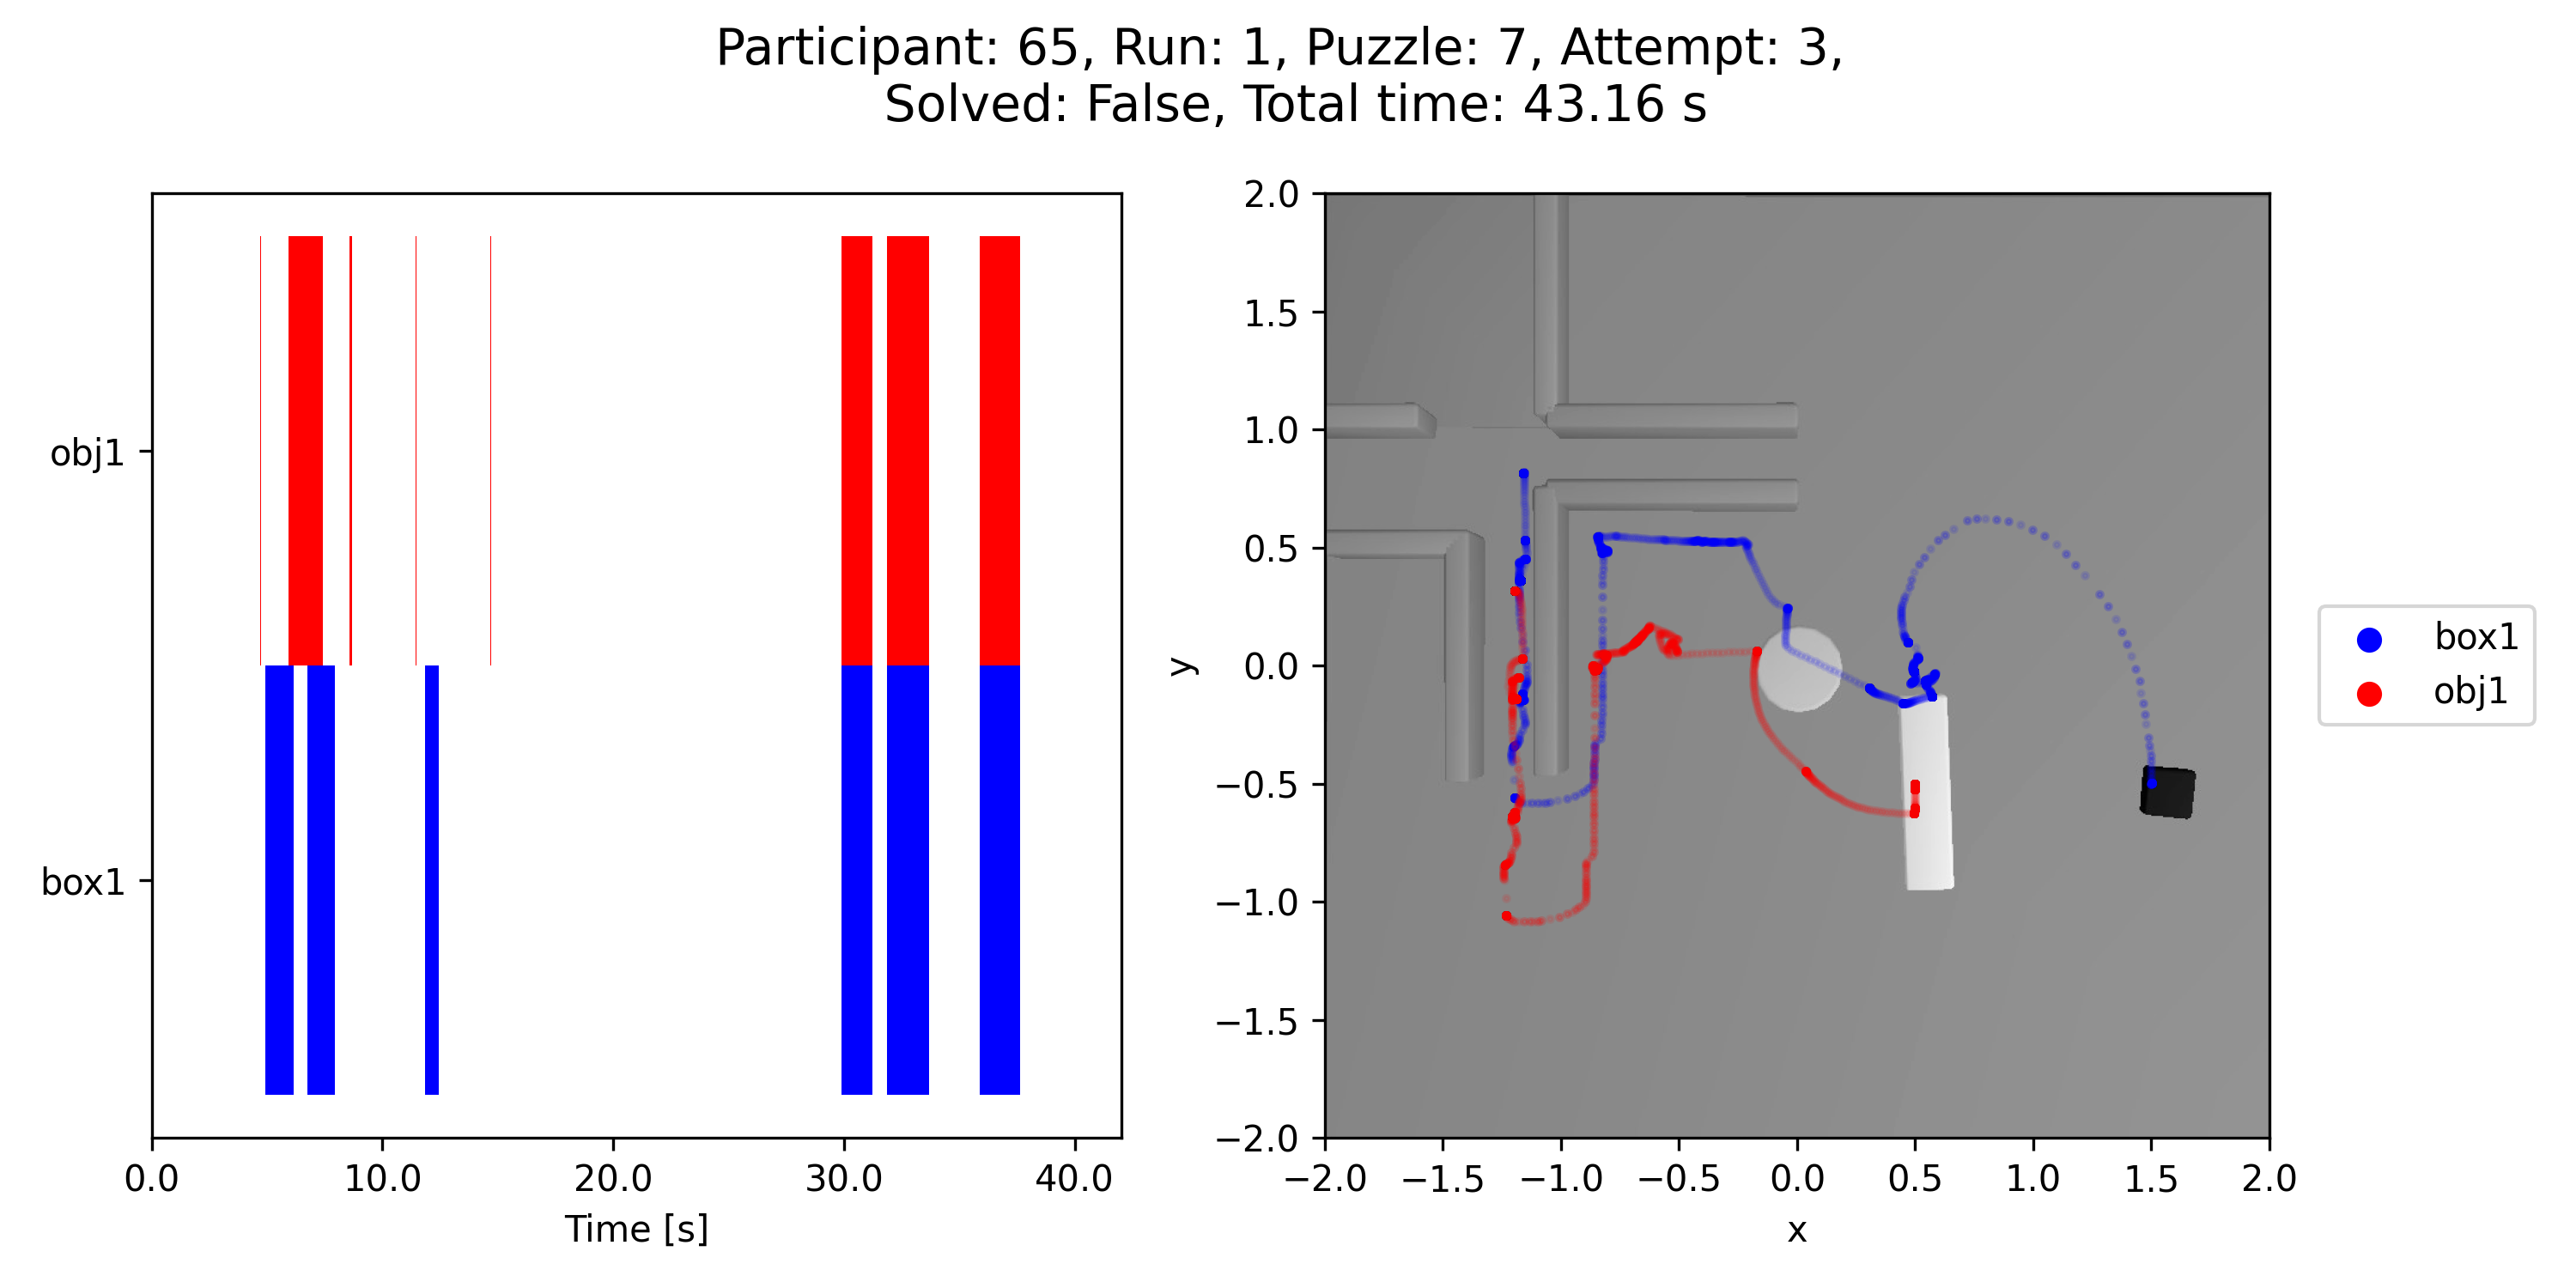 Participant: 65, Run: 1, Puzzle: 7, Attempt: 3,
Solved: False, Total time: 43.16 s
obj1
box1
0.0 10.0 20.0 30.0 40.0
Time [s]
2.0
1.5
1.0
0.5
0.0
−0.5
−1.0
−1.5
−2.0
y
−2.0 −1.5 −1.0 −0.5 0.0 0.5 1.0 1.5 2.0
x
box1
obj1